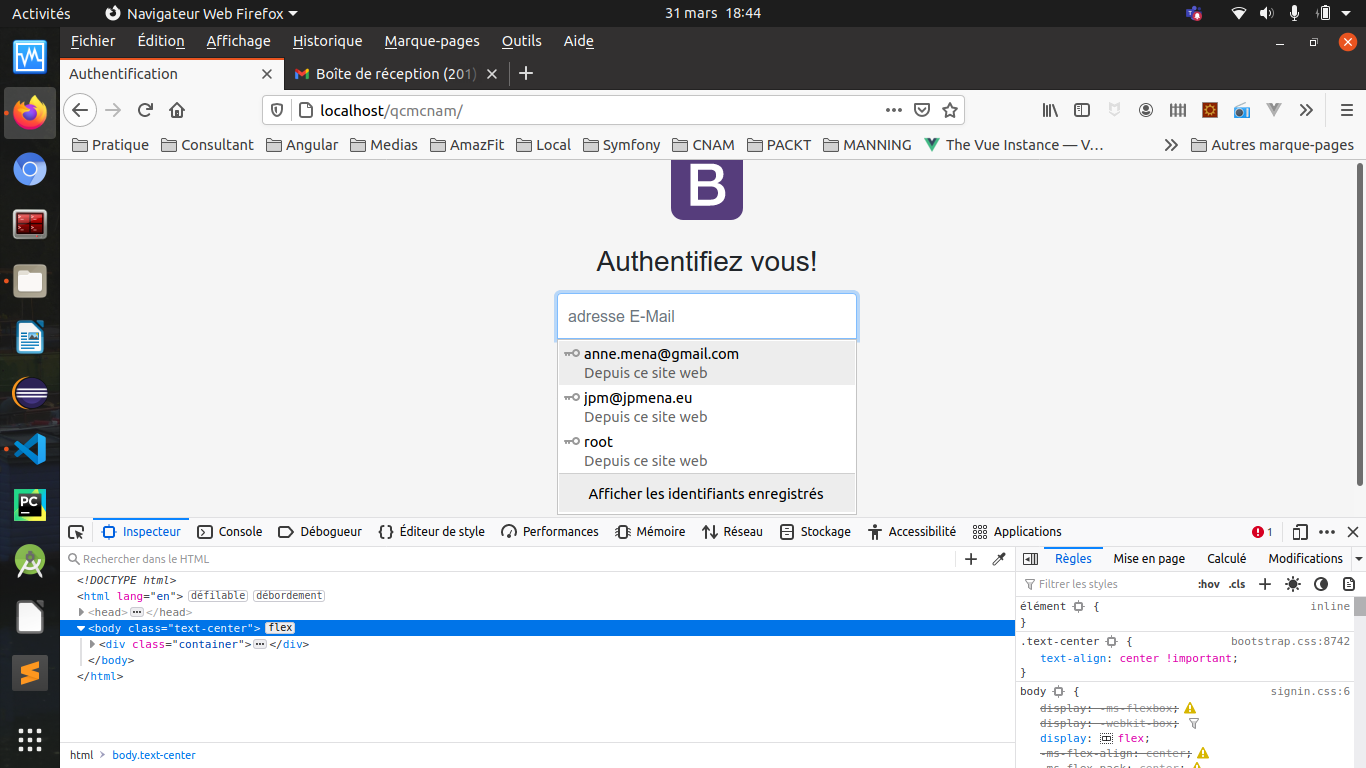 Activités Navigateur Web Firefox 31 mars 18:44
Fichier Édition Affichage Historique Marque-pages Outils Aide
Authentification Boîte de réception (201)
localhost/qcmcnam/
Pratique Consultant Angular Medias AmazFit Local Symfony CNAM PACKT MANNING The Vue Instance — V… Autres marque-pages
B
Authentifiez vous!
adresse E-Mail
anne.mena@gmail.com
Depuis ce site web
jpm@jpmena.eu
Depuis ce site web
root
Depuis ce site web
Afficher les identifiants enregistrés
Inspecteur Console Débogueur Éditeur de style Performances Mémoire Réseau Stockage Accessibilité Applications 1
Rechercher dans le HTML
Règles Mise en page Calculé Modifications
Filtrer les styles :hov .cls
<!DOCTYPE html>
<html lang="en"> défilable débordement
<head> </head>
<body class="text-center"> flex
<div class="container"> </div>
</body>
</html>
élément { inline
}
.text-center { bootstrap.css:8742
text-align: center !important;
}
body { signin.css:6
display: -ms-flexbox;
display: -webkit-box;
display: flex;
-ms-flex-align: center;
-ms-flex-pack: center;
html body.text-center
PC